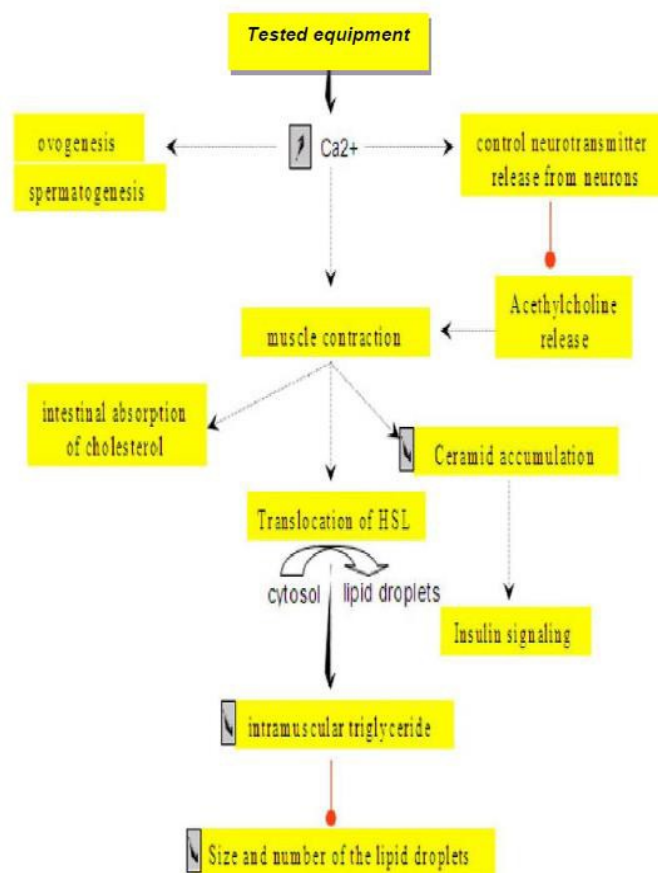 Tested equipment
Ca2+
ovogenesis
spermatogenesis
control neurotransmitter
release from neurons
Acethylcholine
release
muscle contraction
intestinal absorption
of cholesterol
Ceramid accumulation
Translocation of HSL
cytosol
lipid droplets
Insulin signaling
intramuscular triglyceride
Size and number of the lipid droplets